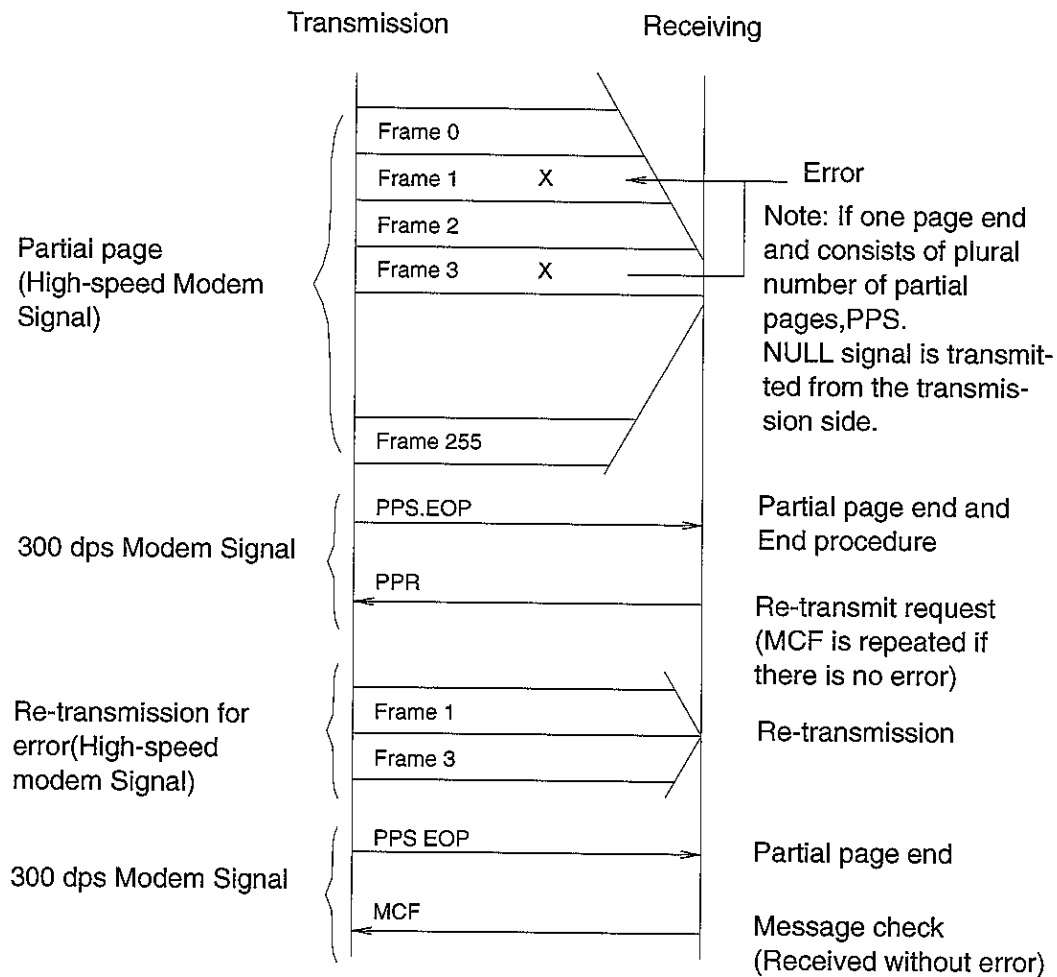 Transmission
Receiving
Frame 0
Frame 1 X
Error
Frame 2
Frame 3 X
Note: If one page end
and consists of plural
number of partial
pages,PPS.
NULL signal is transmit-
ted from the transmis-
sion side.
Partial page
(High-speed Modem
Signal)
Frame 255
PPS.EOP
Partial page end and
End procedure
300 dps Modem Signal
PPR
Re-transmit request
(MCF is repeated if
there is no error)
Re-transmission for
error(High-speed
modem Signal)
Frame 1
Re-transmission
Frame 3
PPS EOP
Partial page end
300 dps Modem Signal
MCF
Message check
(Received without error)